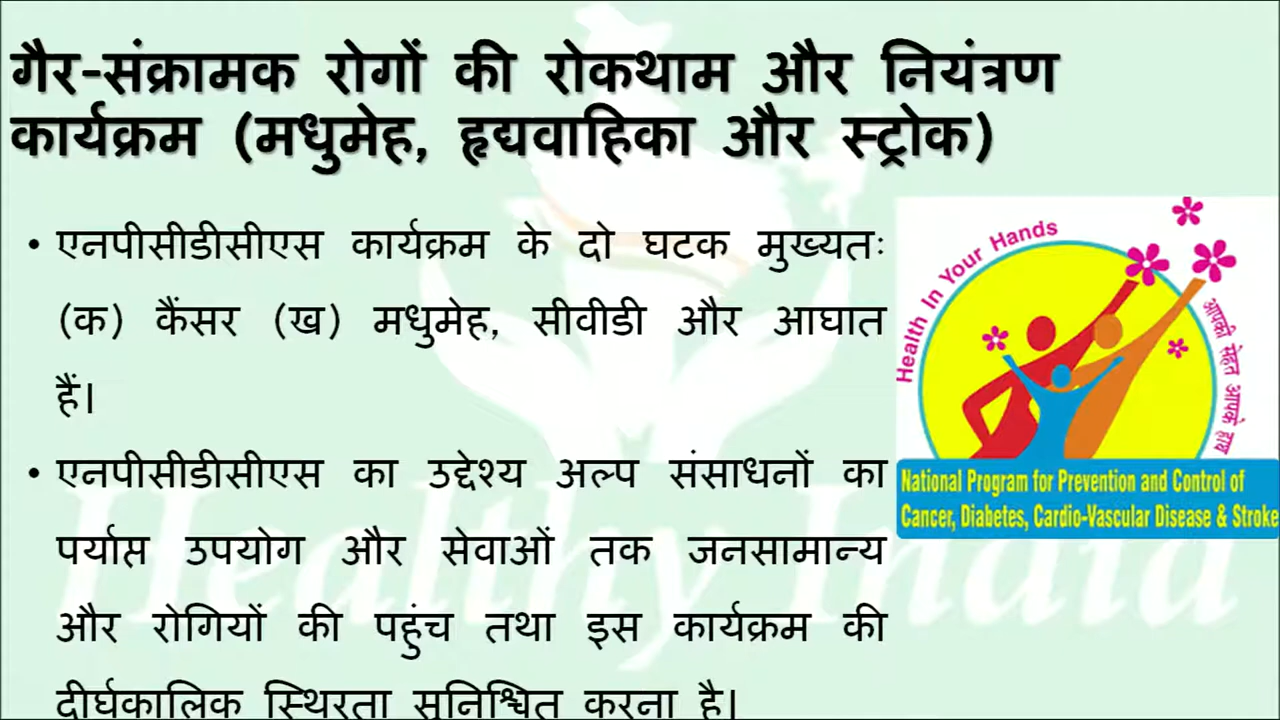 गैर-संक्रामक रोगों की रोकथाम और नियंत्रण
कार्यक्रम (मधुमेह, हृद्यवाहिका और स्ट्रोक)
• एनपीसीडीसीएस कार्यक्रम के दो घटक मुख्यतः
(क) कैंसर (ख) मधुमेह, सीवीडी और आघात
हैं।
• एनपीसीडीसीएस का उद्देश्य अल्प संसाधनों का
पर्याप्त उपयोग और सेवाओं तक जनसामान्य
और रोगियों की पहुंच तथा इस कार्यक्रम की
दीर्घकालिक स्थिरता सुनिश्चित करना है।
Health In Your Hands
आपकी सेहत आपके हाथ
National Program for Prevention and Control of
Cancer, Diabetes, Cardio-Vascular Disease & Stroke
Healthy India